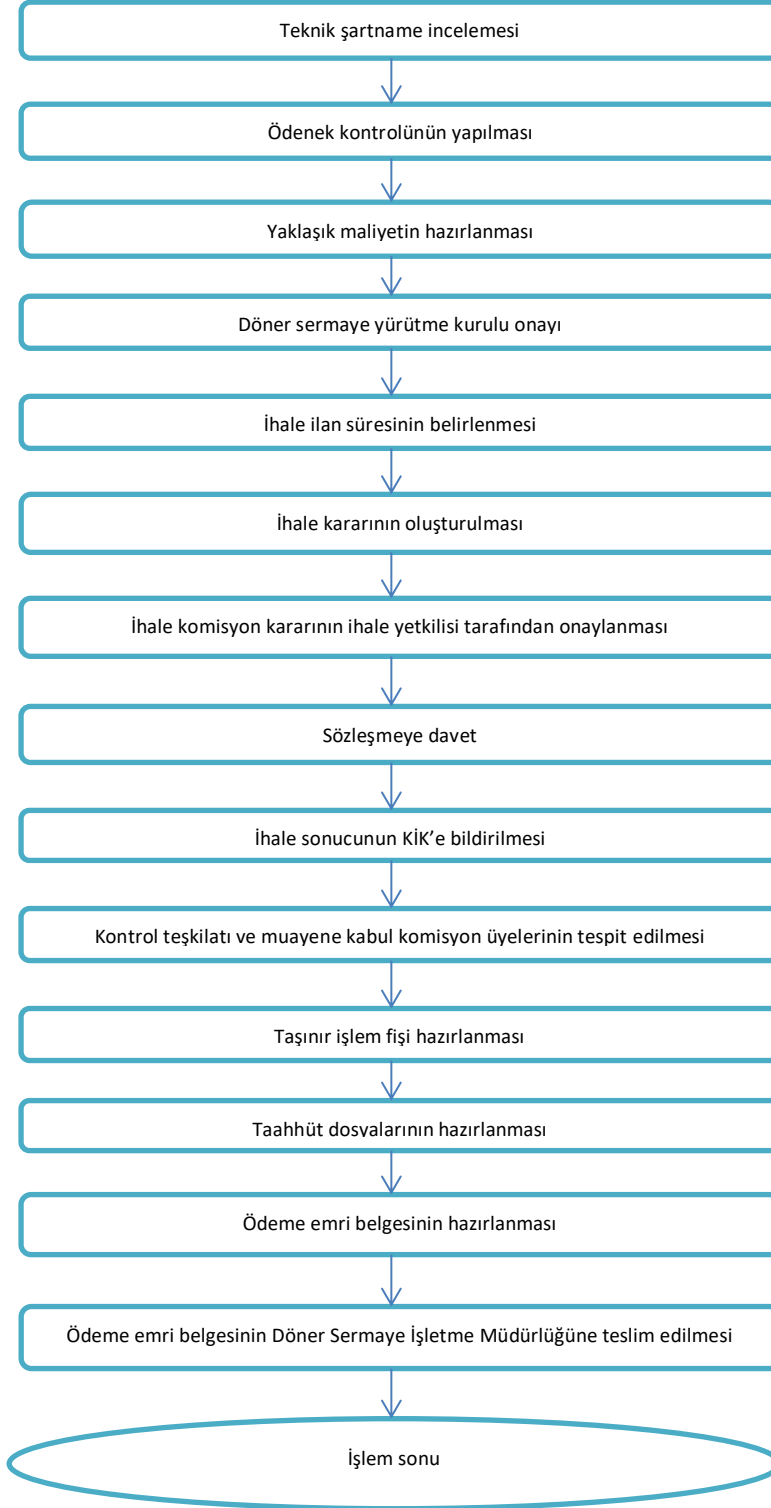 Teknik şartname incelemesi
Ödenek kontrolünün yapılması
Yaklaşık maliyetin hazırlanması
Döner sermaye yürütme kurulu onayı
İhale ilan süresinin belirlenmesi
İhale kararının oluşturulması
İhale komisyon kararının ihale yetkilisi tarafından onaylanması
Sözleşmeye davet
İhale sonucunun KİK’e bildirilmesi
Kontrol teşkilatı ve muayene kabul komisyon üyelerinin tespit edilmesi
Taşınır işlem fişi hazırlanması
Taahhüt dosyalarının hazırlanması
Ödeme emri belgesinin hazırlanması
Ödeme emri belgesinin Döner Sermaye İşletme Müdürlüğüne teslim edilmesi
İşlem sonu